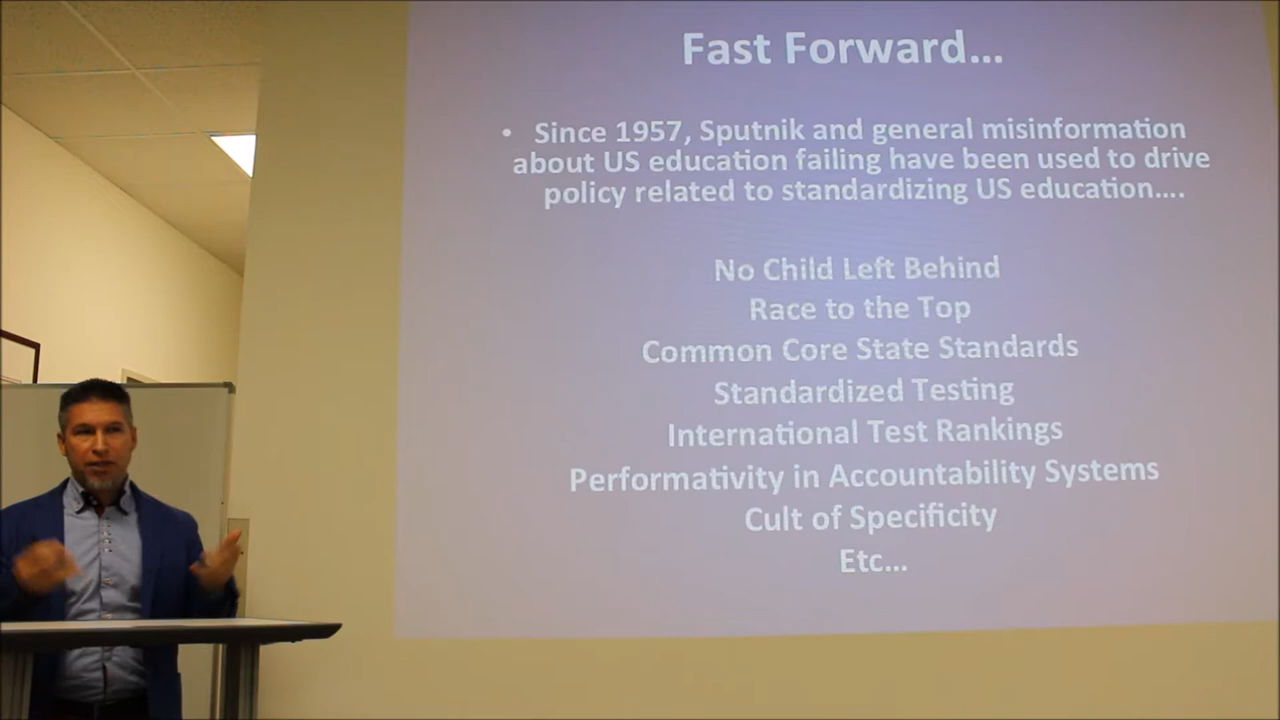 Fast Forward...
• Since 1957, Sputnik and general misinformation
about US education failing have been used to drive
policy related to standardizing US education....
No Child Left Behind
Race to the Top
Common Core State Standards
Standardized Testing
International Test Rankings
Performativity in Accountability Systems
Cult of Specificity
Etc...